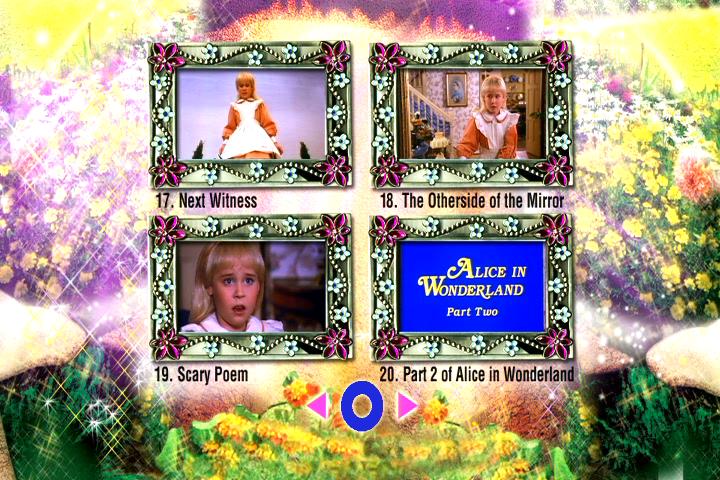 17. Next Witness
18. The Otherside of the Mirror
ALICE IN
WONDERLAND
Part Two
19. Scary Poem
20. Part 2 of Alice in Wonderland